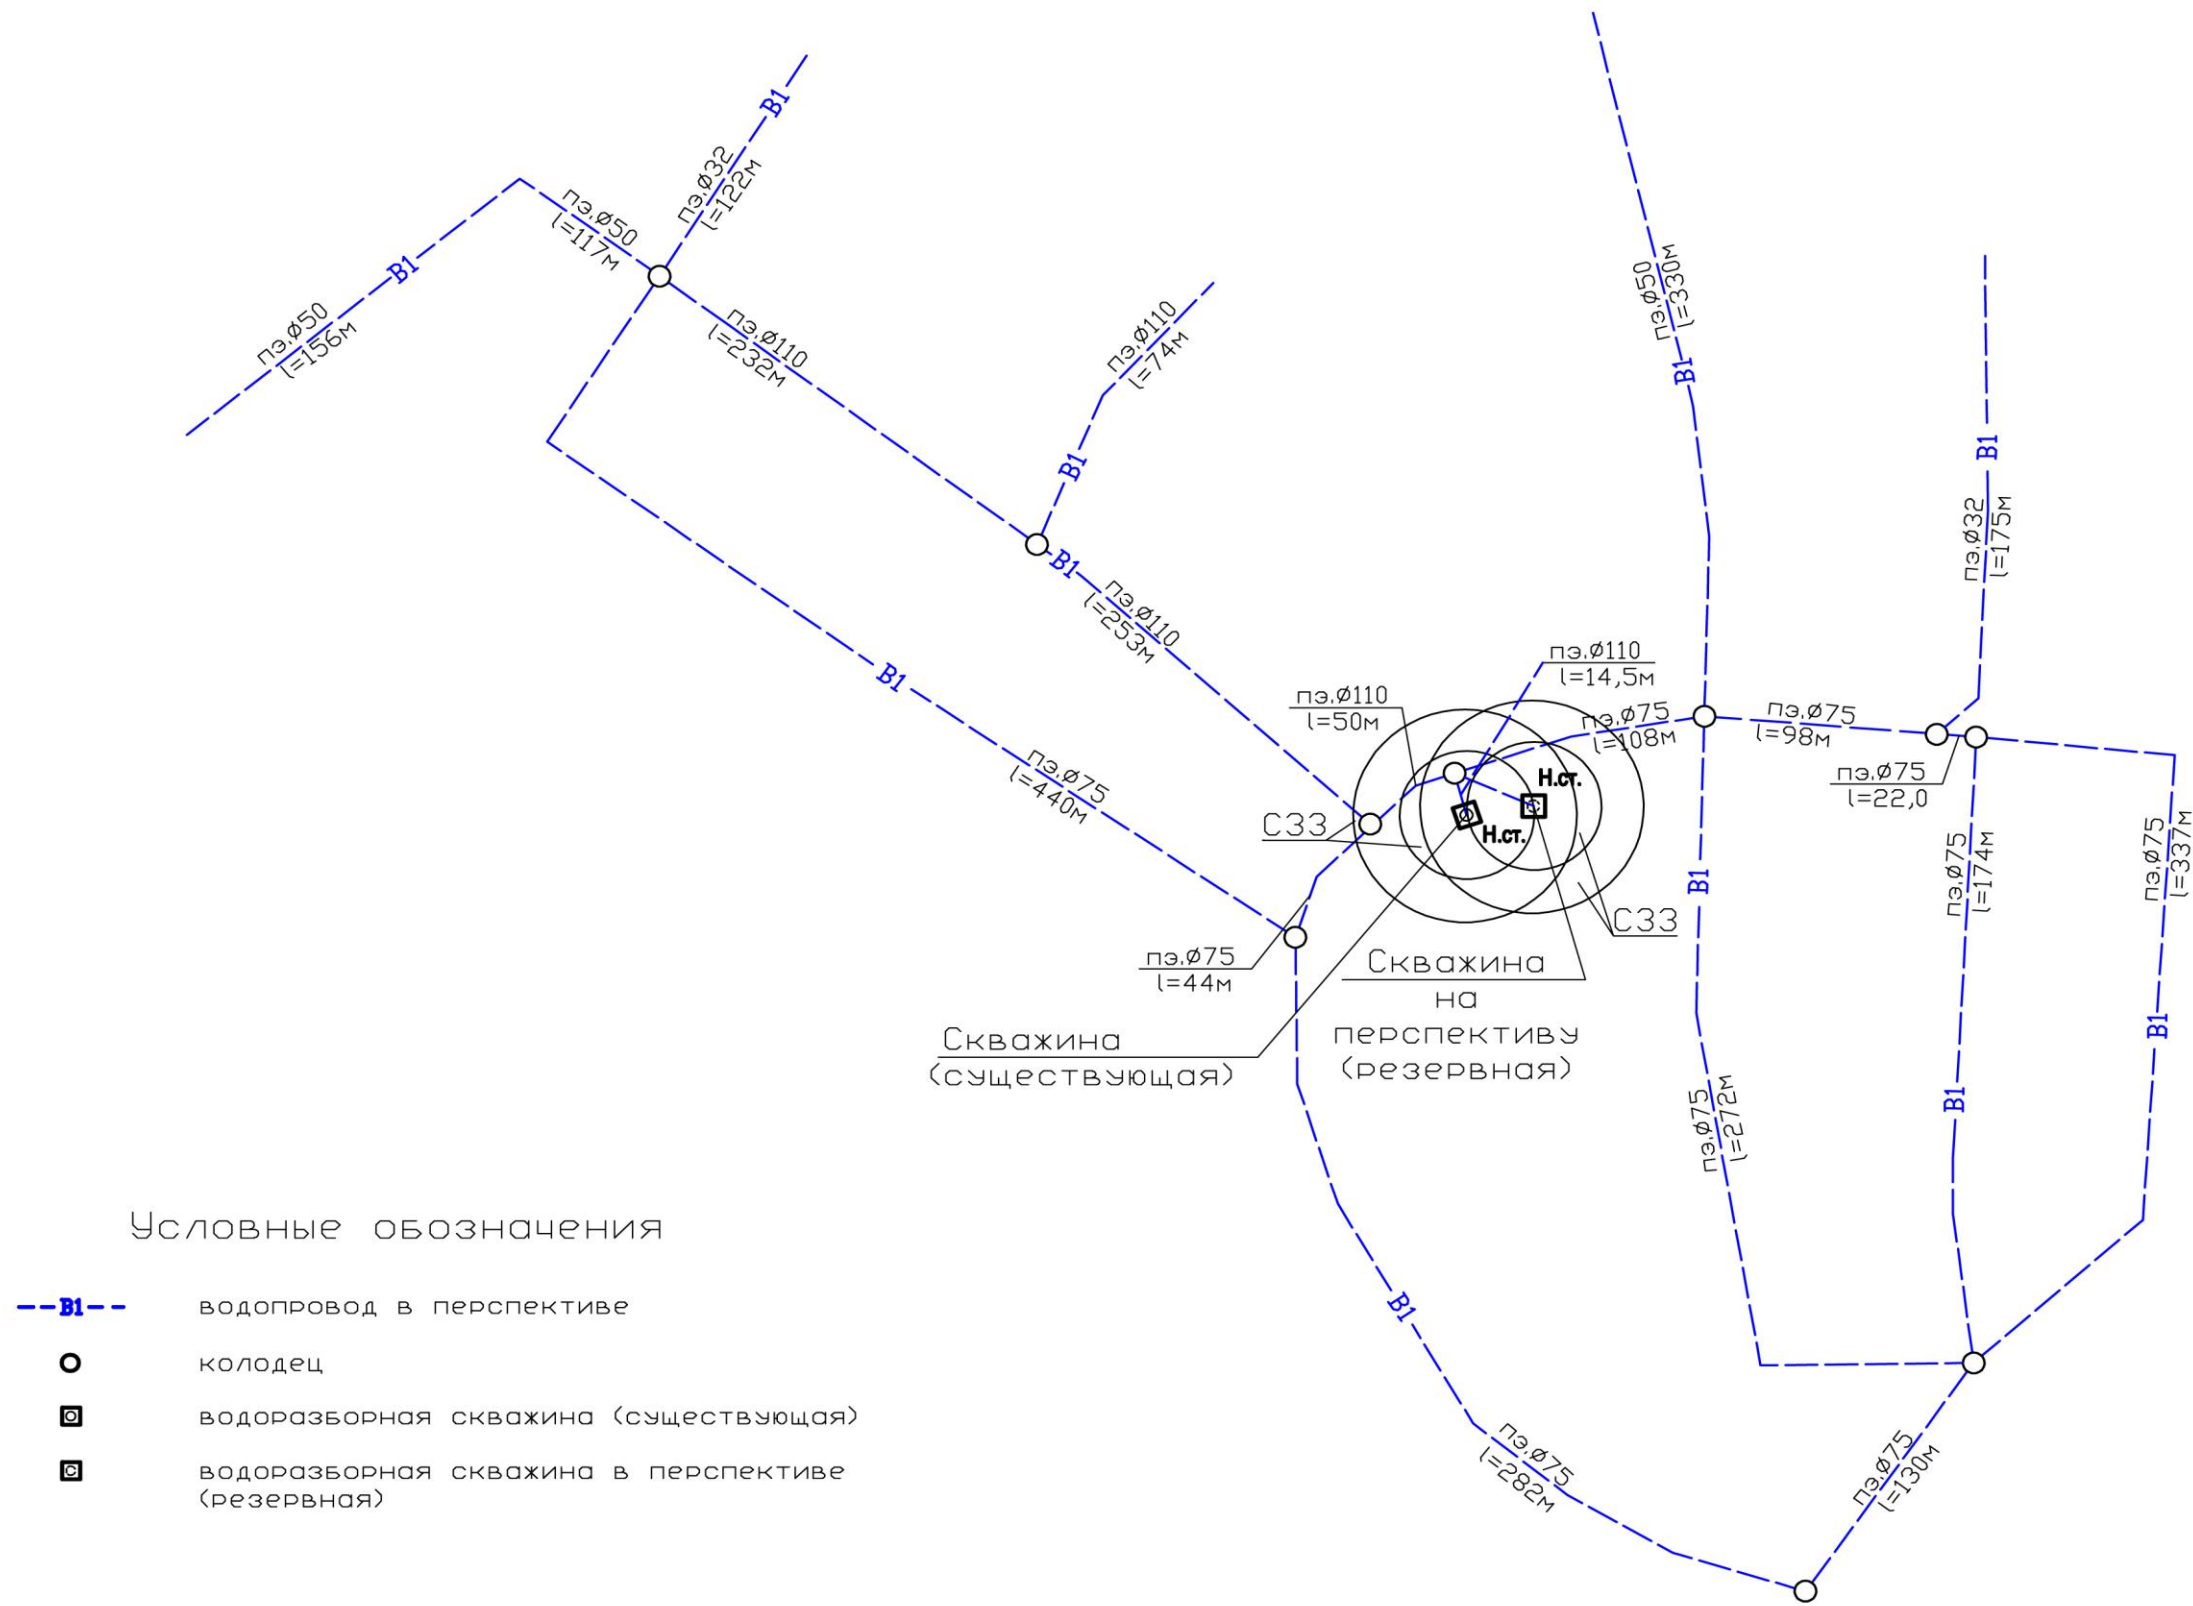 В1
пэ.Ø32
l=122м
пэ.Ø50
l=117м
В1
пэ.Ø50
l=156м
пэ.Ø110
l=232м
пэ.Ø110
l=74м
В1
пэ.Ø50
l=330м
В1
В1
пэ.Ø32
l=175м
В1
пэ.Ø110
l=253м
В1
пэ.Ø75
l=440м
пэ.Ø110
l=14,5м
пэ.Ø110
l=50м
пэ.Ø75
l=108м
пэ.Ø75
l=98м
пэ.Ø75
l=22,0
Н.ст.
Н.ст.
СЗЗ
СЗЗ
В1
пэ.Ø75
l=174м
пэ.Ø75
l=337м
пэ.Ø75
l=44м
Скважина
на
перспективу
(резервная)
Скважина
(существующая)
В1
В1
пэ.Ø75
l=272м
В1
пэ.Ø75
l=282м
пэ.Ø75
l=130м
Условные обозначения
В1 водопровод в перспективе
колодец
водоразборная скважина (существующая)
С водоразборная скважина в перспективе
(резервная)